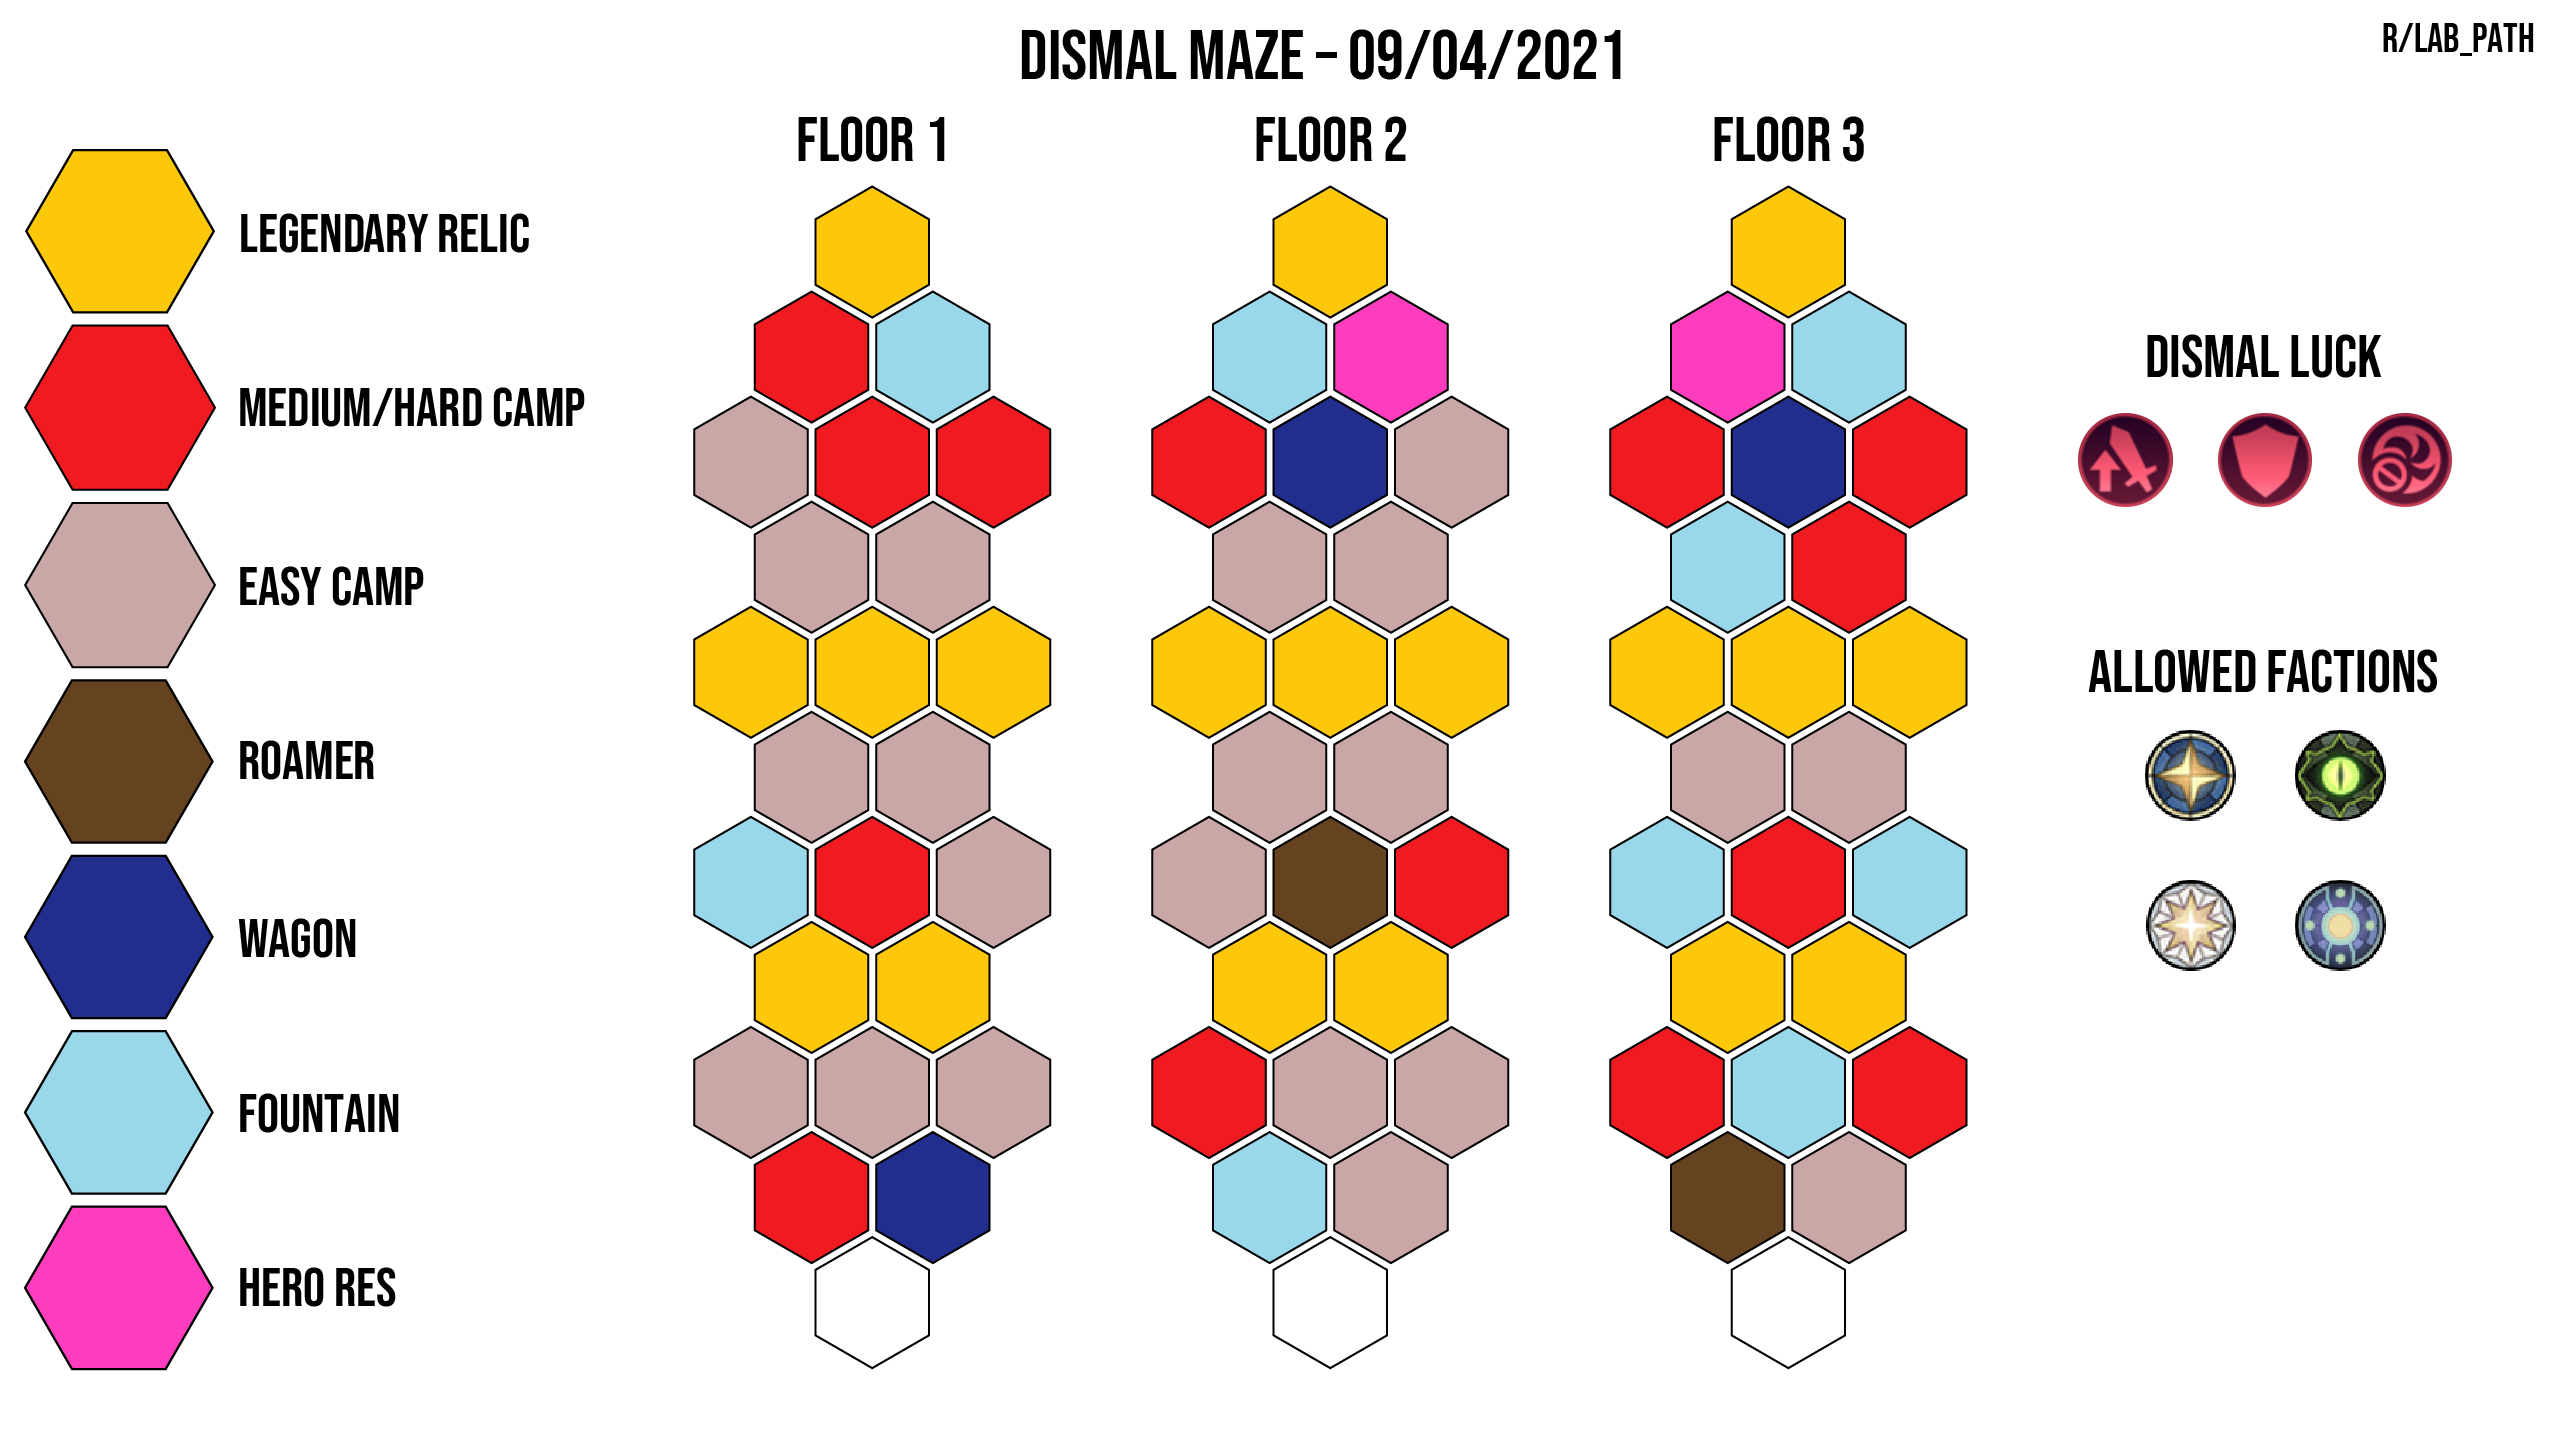 DISMAL MAZE – 09/04/2021
R/LAB_PATH
FLOOR 1
FLOOR 2
FLOOR 3
LEGENDARY RELIC
MEDIUM/HARD CAMP
EASY CAMP
ROAMER
WAGON
FOUNTAIN
HERO RES
DISMAL LUCK
ALLOWED FACTIONS